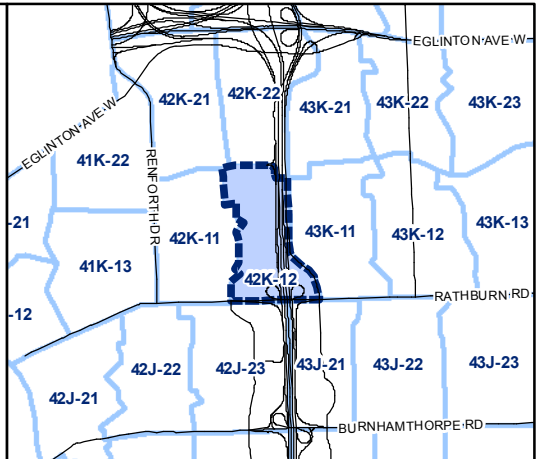 EGLINTON AVE W
42K-21
42K-22
43K-21
43K-22
43K-23
EGLINTON AVE W
41K-22
RENFORTH DR
-21
42K-11
43K-11
43K-12
43K-13
41K-13
42K-12
RATHBURN RD
-12
42J-22
42J-23
43J-21
43J-22
43J-23
42J-21
BURNHAMTHORPE RD